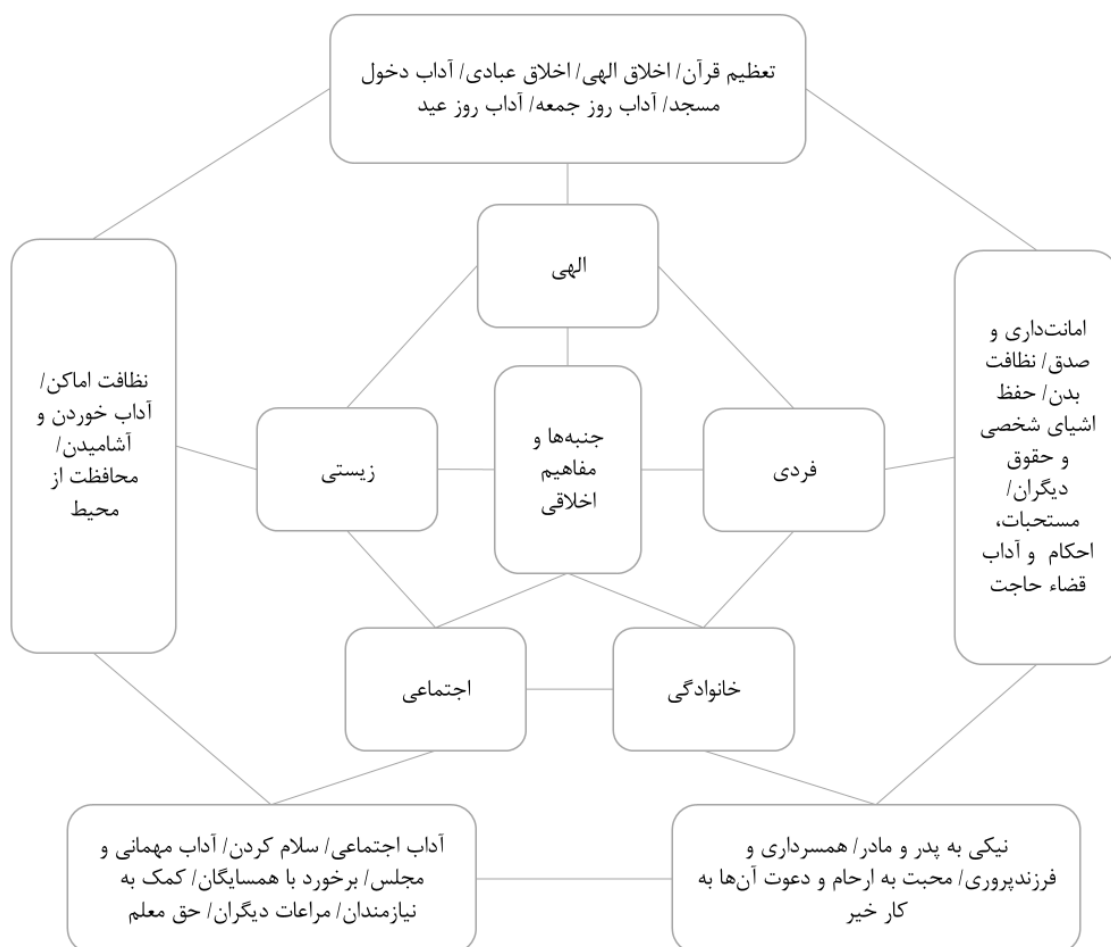 تعظیم قرآن/ اخلاق الهی/ اخلاق عبادی/ آداب دخول
مسجد/ آداب روز جمعه/ آداب روز عید
الهی
امانت‌داری و
صدق/ نظافت
بدن/ حفظ
اشیای شخصی
و حقوق
دیگران/
مستحبات،
احکام و آداب
قضاء حاجت
فردی
جنبه‌ها و
مفاهیم
اخلاقی
زیستی
نظافت اماکن/
آداب خوردن و
آشامیدن/
محافظت از
محیط
خانوادگی
اجتماعی
نیکی به پدر و مادر/ همسرداری و
فرزندپروری/ محبت به ارحام و دعوت آن‌ها به
کار خیر
آداب اجتماعی/ سلام کردن/ آداب مهمانی و
مجلس/ برخورد با همسایگان/ کمک به
نیازمندان/ مراعات دیگران/ حق معلم